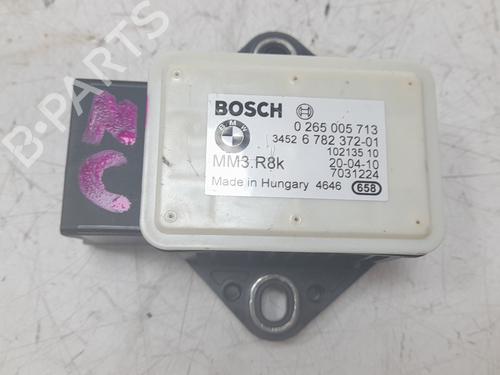 BOSCH
BMW
0 265 005 713
3452 6 782 372-01
102135 10
MM3.R8k
20-04-10
7031224
Made in Hungary 4646
658
B-PARTS